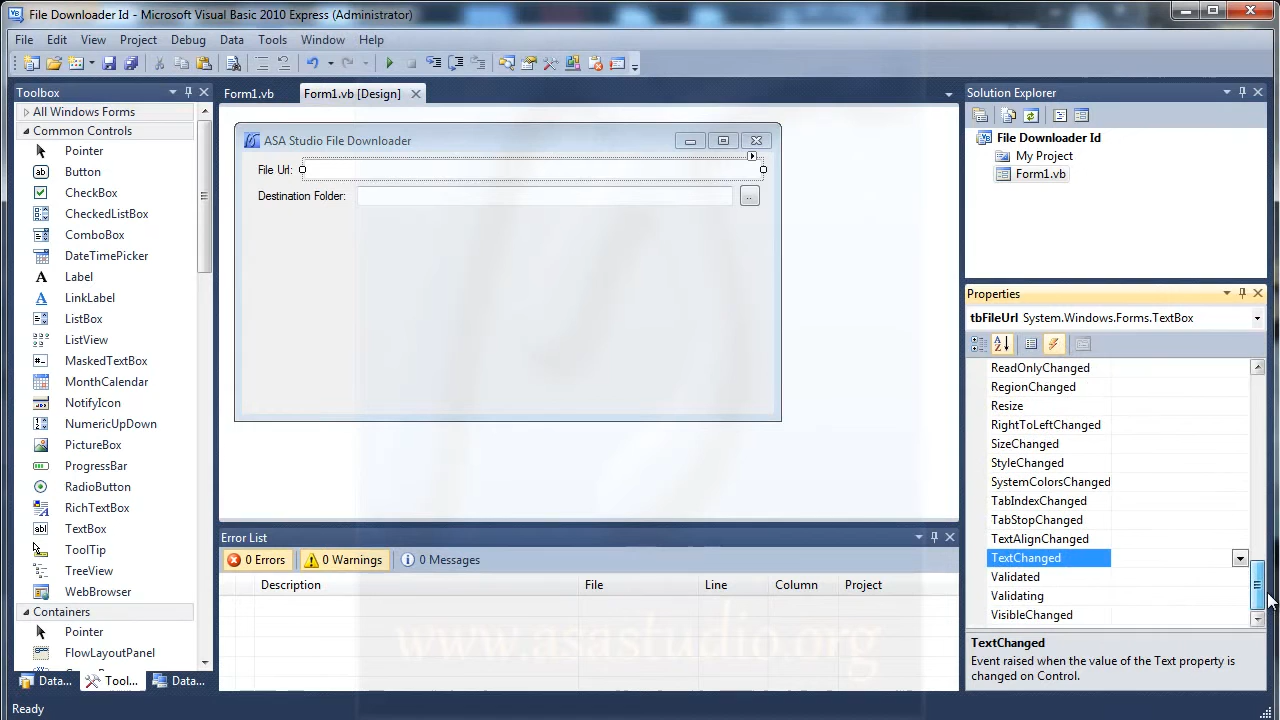 File Downloader Id - Microsoft Visual Basic 2010 Express (Administrator)
File Edit View Project Debug Data Tools Window Help
Toolbox
All Windows Forms
Common Controls
Pointer
Button
CheckBox
CheckedListBox
ComboBox
DateTimePicker
Label
LinkLabel
ListBox
ListView
MaskedTextBox
MonthCalendar
NotifyIcon
NumericUpDown
PictureBox
ProgressBar
RadioButton
RichTextBox
TextBox
ToolTip
TreeView
WebBrowser
Containers
Pointer
FlowLayoutPanel
Data... Tool... Data...
Form1.vb Form1.vb [Design]
ASA Studio File Downloader
File Url:
Destination Folder: ..
Error List
0 Errors 0 Warnings 0 Messages
Description File Line Column Project
www.asastudio.org
Solution Explorer
File Downloader Id
My Project
Form1.vb
Properties
tbFileUrl System.Windows.Forms.TextBox
ReadOnlyChanged
RegionChanged
Resize
RightToLeftChanged
SizeChanged
StyleChanged
SystemColorsChanged
TabIndexChanged
TabStopChanged
TextAlignChanged
TextChanged
Validated
Validating
VisibleChanged
TextChanged
Event raised when the value of the Text property is
changed on Control.
Ready